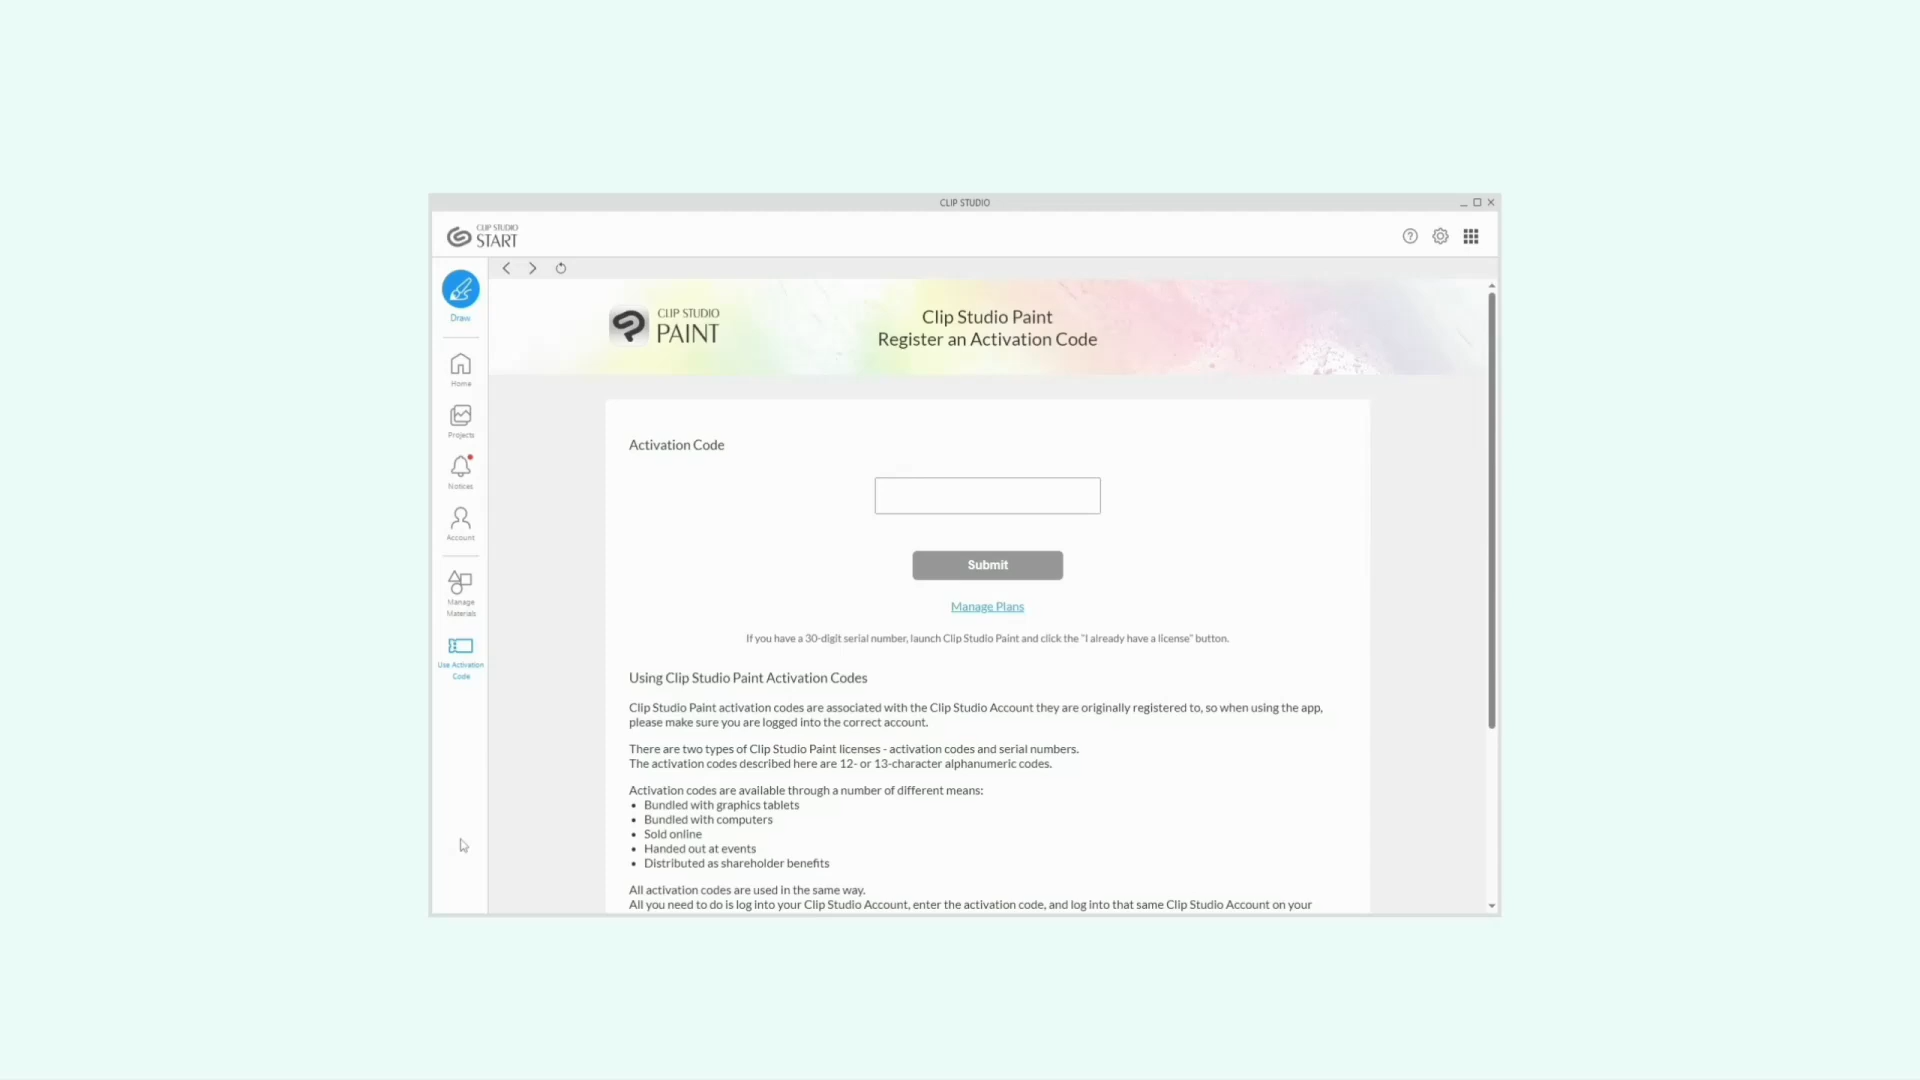 CLIP STUDIO
CLIP STUDIO
START
Draw
Home
Projects
Notices
Account
Manage
Materials
Use Activation
Code
CLIP STUDIO
PAINT
Clip Studio Paint
Register an Activation Code
Activation Code
Submit
Manage Plans
If you have a 30-digit serial number, launch Clip Studio Paint and click the "I already have a license" button.
Using Clip Studio Paint Activation Codes
Clip Studio Paint activation codes are associated with the Clip Studio Account they are originally registered to, so when using the app,
please make sure you are logged into the correct account.
There are two types of Clip Studio Paint licenses - activation codes and serial numbers.
The activation codes described here are 12- or 13-character alphanumeric codes.
Activation codes are available through a number of different means:
• Bundled with graphics tablets
• Bundled with computers
• Sold online
• Handed out at events
• Distributed as shareholder benefits
All activation codes are used in the same way.
All you need to do is log into your Clip Studio Account, enter the activation code, and log into that same Clip Studio Account on your